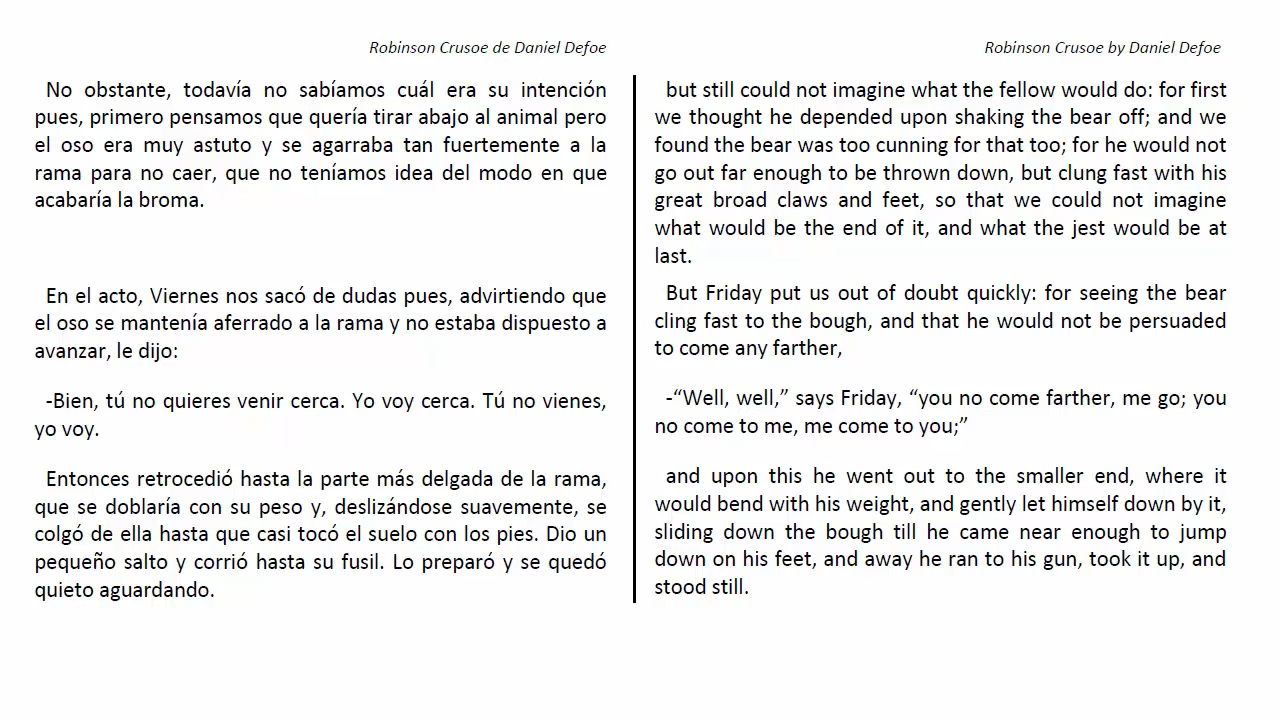 Robinson Crusoe de Daniel Defoe
No obstante, todavía no sabíamos cuál era su intención
pues, primero pensamos que quería tirar abajo al animal pero
el oso era muy astuto y se agarraba tan fuertemente a la
rama para no caer, que no teníamos idea del modo en que
acabaría la broma.
En el acto, Viernes nos sacó de dudas pues, advirtiendo que
el oso se mantenía aferrado a la rama y no estaba dispuesto a
avanzar, le dijo:
-Bien, tú no quieres venir cerca. Yo voy cerca. Tú no vienes,
yo voy.
Entonces retrocedió hasta la parte más delgada de la rama,
que se doblaría con su peso y, deslizándose suavemente, se
colgó de ella hasta que casi tocó el suelo con los pies. Dio un
pequeño salto y corrió hasta su fusil. Lo preparó y se quedó
quieto aguardando.
Robinson Crusoe by Daniel Defoe
but still could not imagine what the fellow would do: for first
we thought he depended upon shaking the bear off; and we
found the bear was too cunning for that too; for he would not
go out far enough to be thrown down, but clung fast with his
great broad claws and feet, so that we could not imagine
what would be the end of it, and what the jest would be at
last.
But Friday put us out of doubt quickly: for seeing the bear
cling fast to the bough, and that he would not be persuaded
to come any farther,
-“Well, well,” says Friday, “you no come farther, me go; you
no come to me, me come to you;”
and upon this he went out to the smaller end, where it
would bend with his weight, and gently let himself down by it,
sliding down the bough till he came near enough to jump
down on his feet, and away he ran to his gun, took it up, and
stood still.